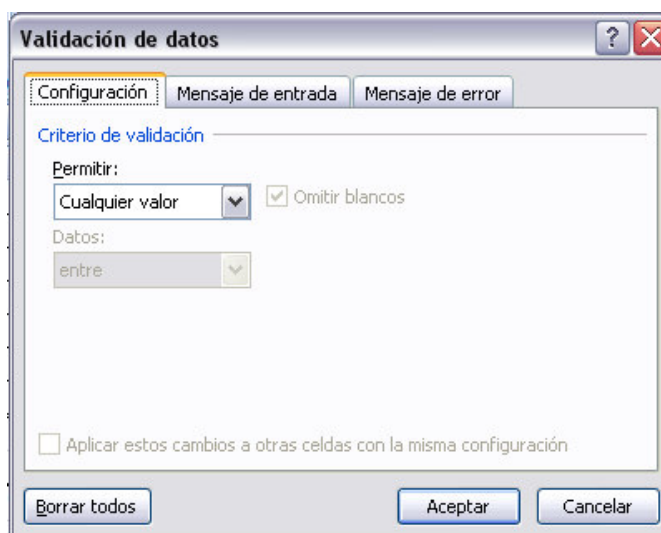 Validación de datos
?
Configuración Mensaje de entrada Mensaje de error
Criterio de validación
Permitir:
Cualquier valor Omitir blancos
Datos:
entre
Aplicar estos cambios a otras celdas con la misma configuración
Borrar todos Aceptar Cancelar